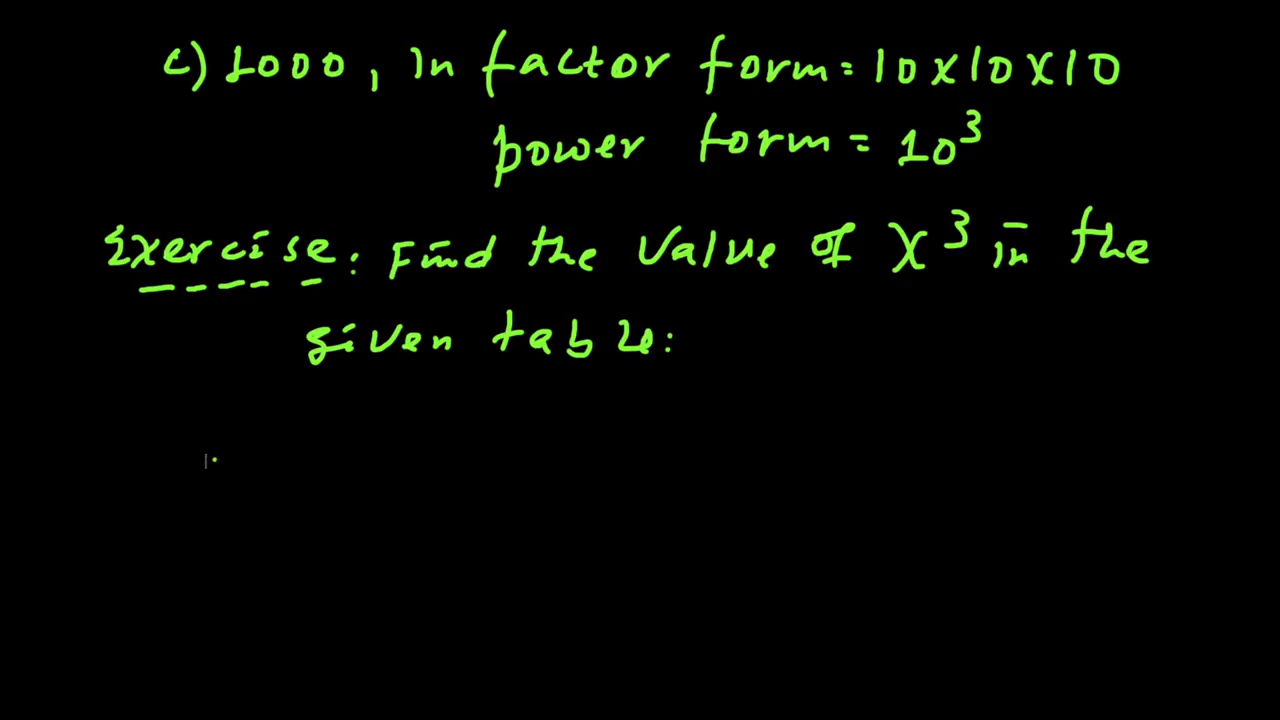 c) 1000, in factor form = 10 x 10 x 10
power form = 10³
Exercise: Find the value of x³ in the
given table: